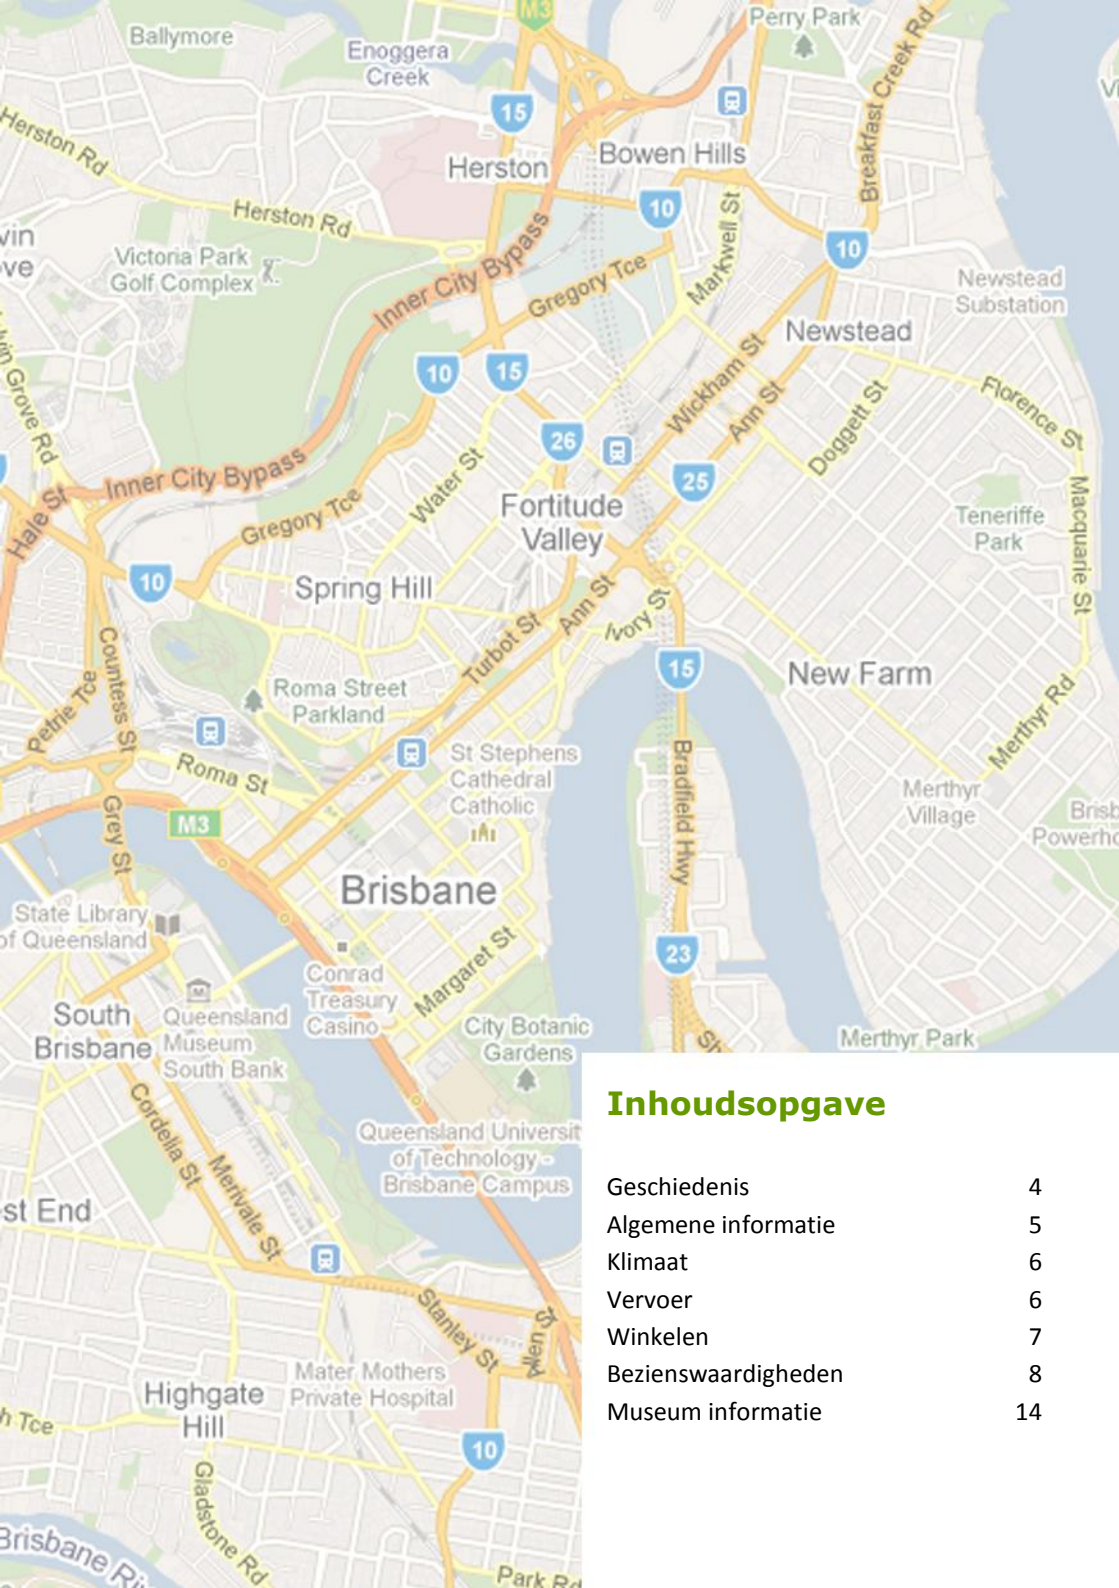 M3
Perry Park
Ballymore
Enoggera
Creek
Breakfast Creek Rd
15
Herston Rd
Herston
Bowen Hills
10
Herston Rd
Markwell St
10
Victoria Park
Golf Complex
Inner City Bypass
Gregory Tce
Newstead
Substation
Newstead
10
15
Wickham St
Ann St
Doggett St
Florence St
26
25
Inner City Bypass
Water St
Hale St
Gregory Tce
Fortitude
Valley
Teneriffe
Park
Macquarie St
10
Spring Hill
Ann St
Ivory St
Turbot St
Countess St
Petrie Tce
15
New Farm
Roma Street
Parkland
Merthyr Rd
Roma St
St Stephens
Cathedral
Catholic
Bradfield Hwy
Merthyr
Village
M3
Grey St
Brisbane
State Library
of Queensland
Margaret St
23
Conrad
Treasury
Casino
South
Brisbane
Queensland
Museum
South Bank
City Botanic
Gardens
Merthyr Park
Cordelia St
Merivale St
Queensland Universit
of Technology -
Brisbane Campus
st End
Stanley St
Allen St
Mater Mothers
Private Hospital
Highgate
Hill
h Tce
10
Gladstone Rd
Brisbane Ri
Park Rd
Inhoudsopgave
Geschiedenis 4
Algemene informatie 5
Klimaat 6
Vervoer 6
Winkelen 7
Bezienswaardigheden 8
Museum informatie 14